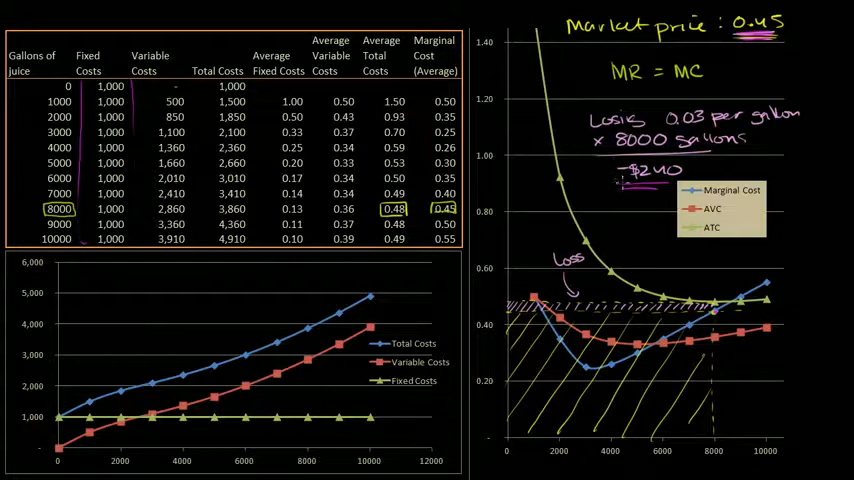 Market price: 0.45
MR = MC
Losing 0.03 per gallon
x 8000 gallons
-$240
Loss
Gallons of juice Fixed Costs Variable Costs Total Costs Average Fixed Costs Average Variable Costs Average Total Costs Marginal Cost (Average)
0 1,000 - 1,000
1000 1,000 500 1,500 1.00 0.50 1.50 0.50
2000 1,000 850 1,850 0.50 0.43 0.93 0.35
3000 1,000 1,100 2,100 0.33 0.37 0.70 0.25
4000 1,000 1,360 2,360 0.25 0.34 0.59 0.26
5000 1,000 1,660 2,660 0.20 0.33 0.53 0.30
6000 1,000 2,010 3,010 0.17 0.34 0.50 0.35
7000 1,000 2,410 3,410 0.14 0.34 0.49 0.40
8000 1,000 2,860 3,860 0.13 0.36 0.48 0.45
9000 1,000 3,360 4,360 0.11 0.37 0.48 0.50
10000 1,000 3,910 4,910 0.10 0.39 0.49 0.55
6,000
5,000
4,000
3,000
2,000
1,000
-
0 2000 4000 6000 8000 10000 12000
Total Costs
Variable Costs
Fixed Costs
1.40
1.20
1.00
0.80
0.60
0.40
0.20
-
0 2000 4000 6000 8000 10000
Marginal Cost
AVC
ATC